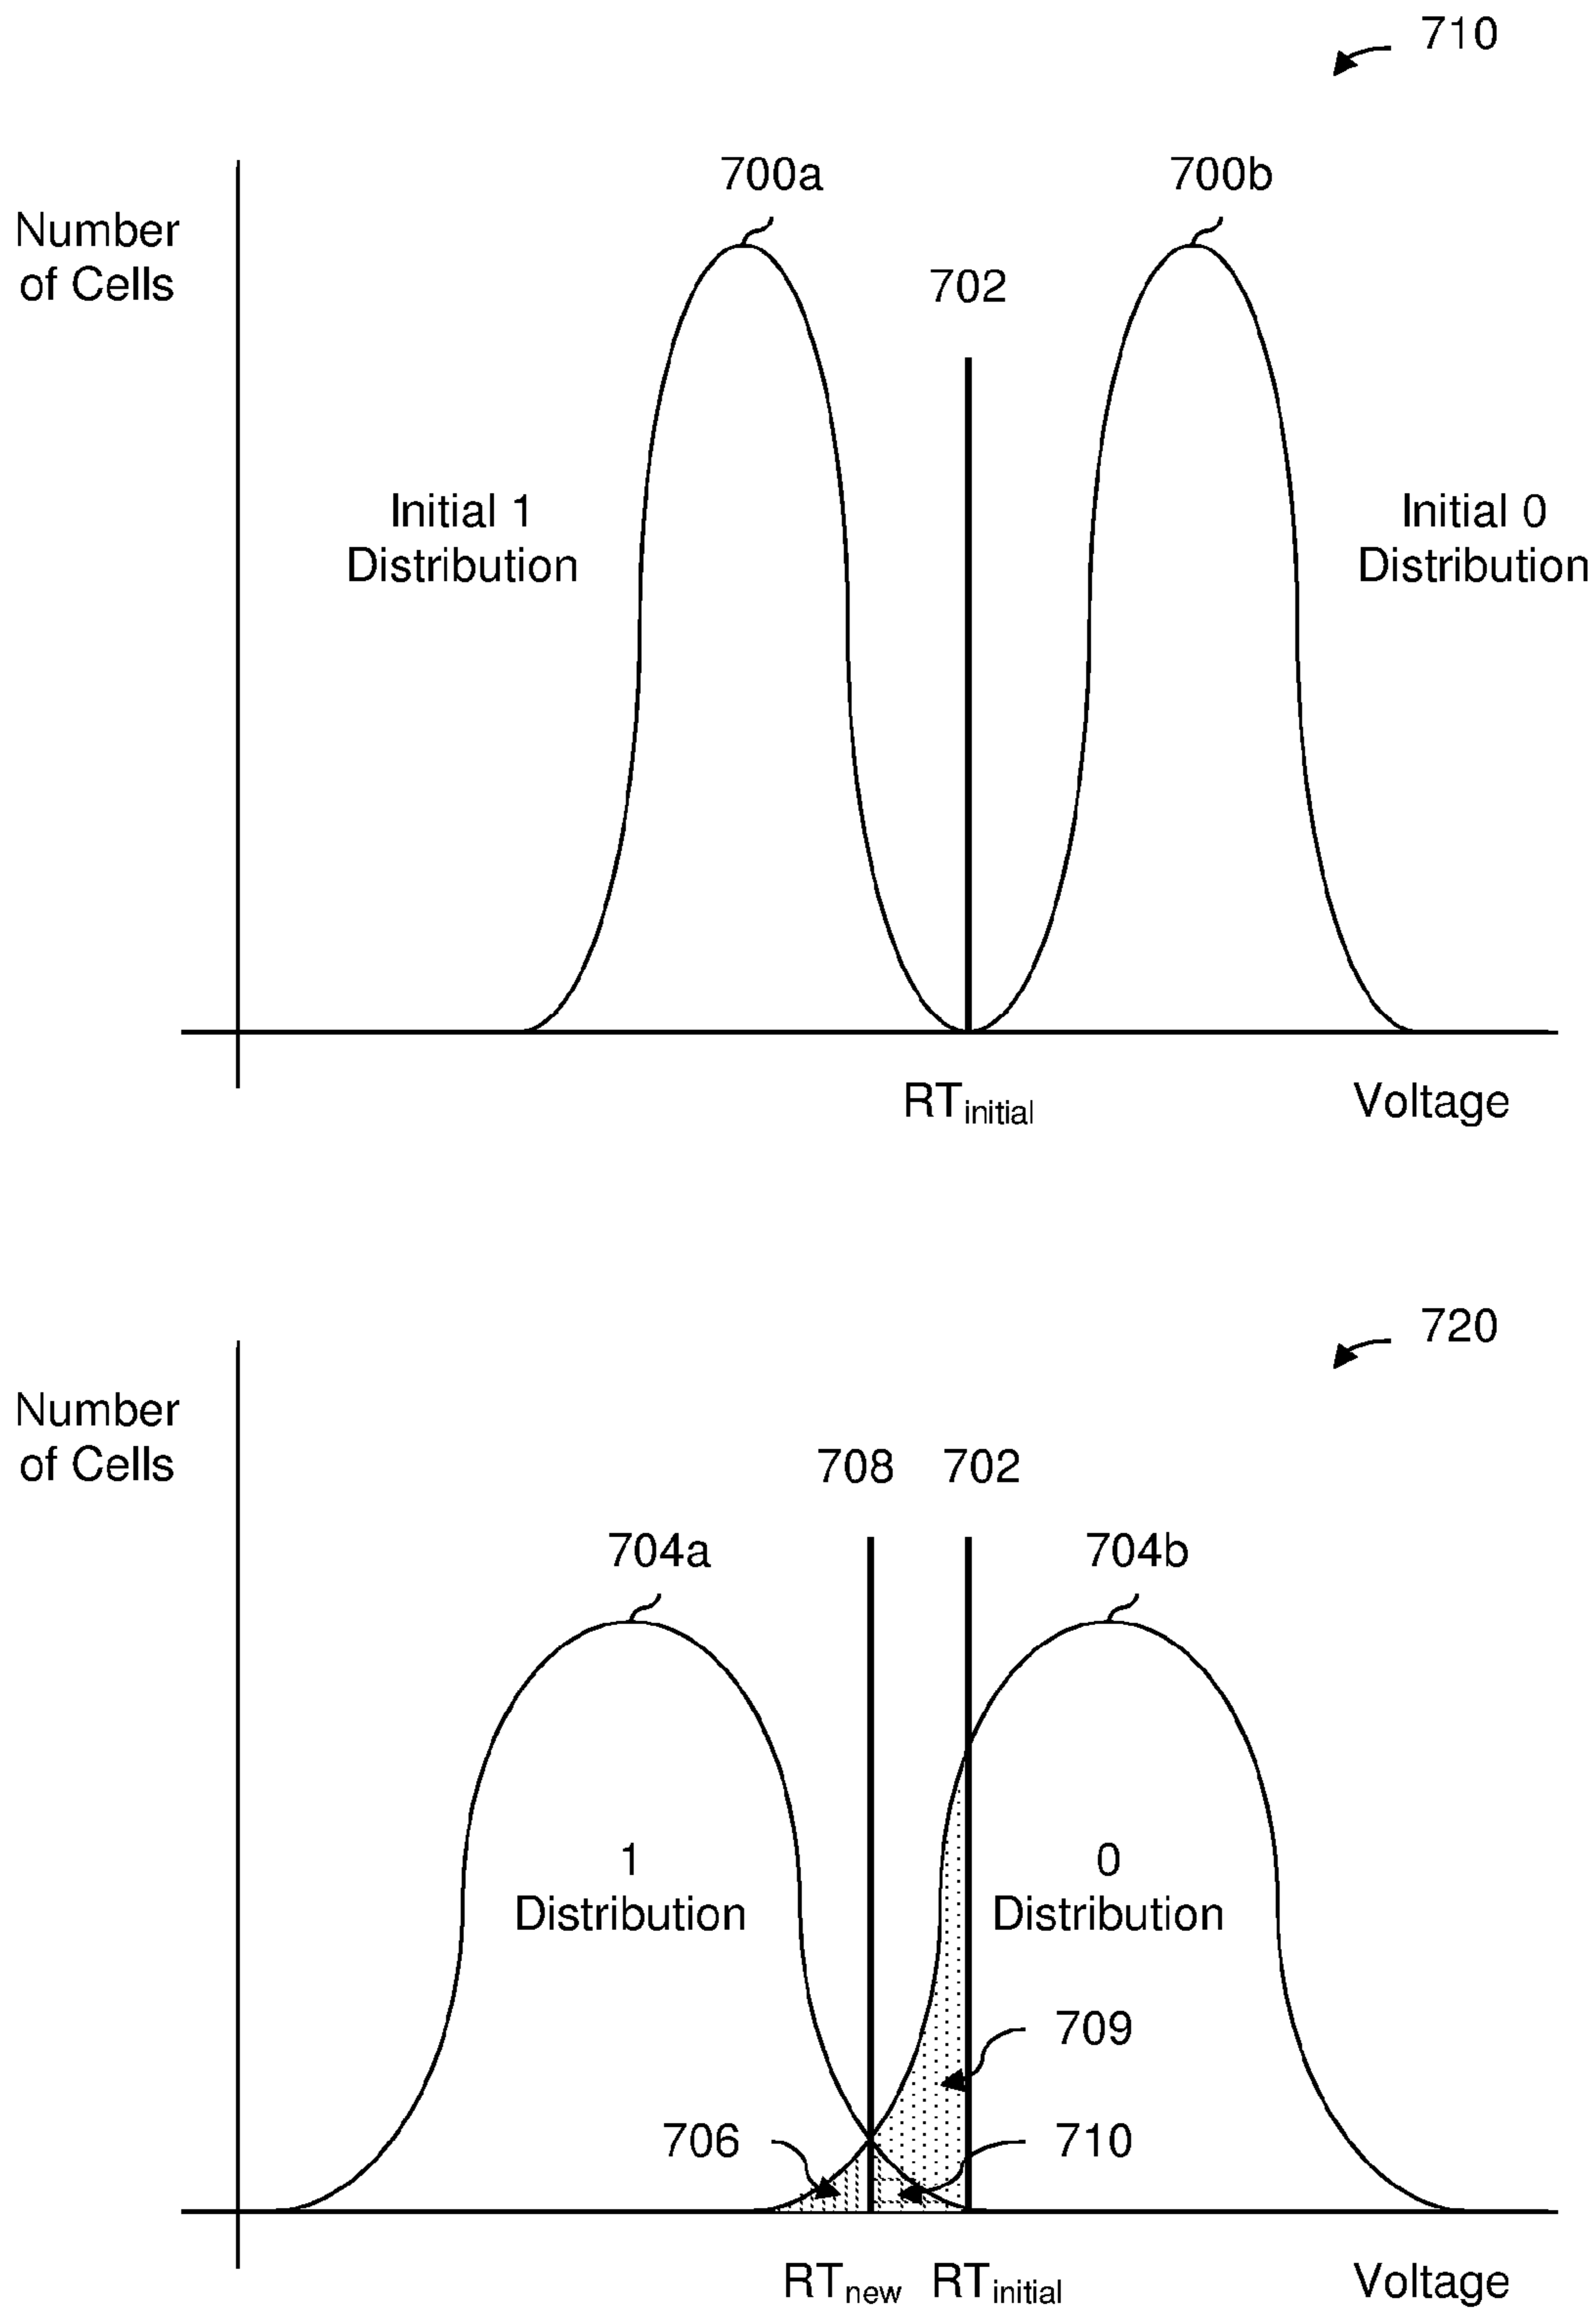 710
700a
700b
Number
of Cells
702
Initial 1
Distribution
Initial 0
Distribution
RTinitial
Voltage
720
Number
of Cells
708
702
704a
704b
1
Distribution
0
Distribution
709
706
710
RTnew
RTinitial
Voltage